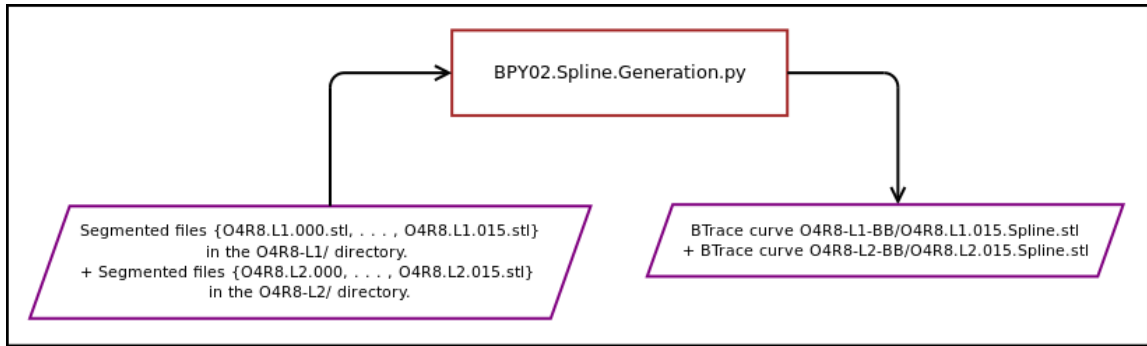 BPY02.Spline.Generation.py
Segmented files {O4R8.L1.000.stl, . . . , O4R8.L1.015.stl}
in the O4R8-L1/ directory.
+ Segmented files {O4R8.L2.000, . . . , O4R8.L2.015.stl}
in the O4R8-L2/ directory.
BTrace curve O4R8-L1-BB/O4R8.L1.015.Spline.stl
+ BTrace curve O4R8-L2-BB/O4R8.L2.015.Spline.stl